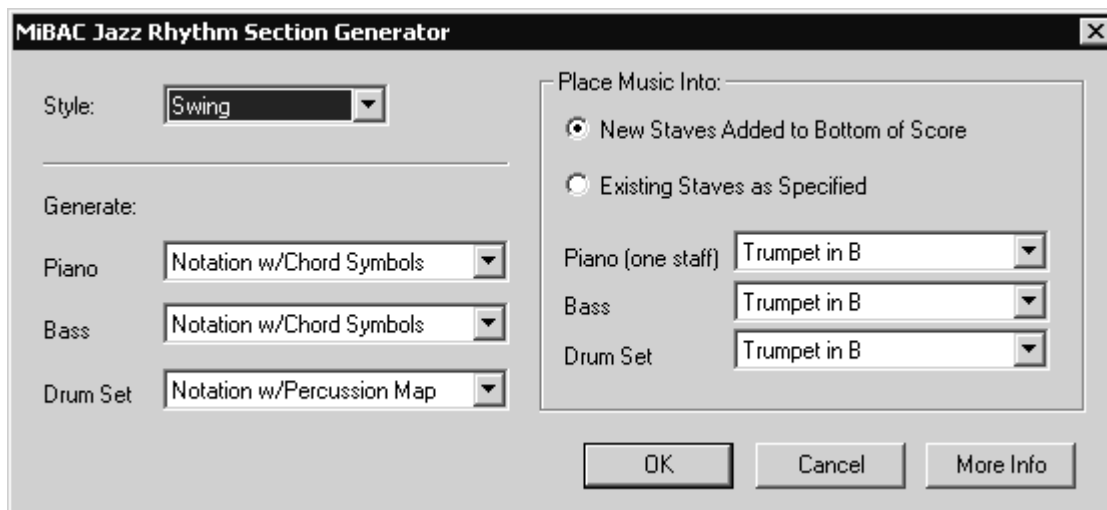 MiBAC Jazz Rhythm Section Generator
Style:
Swing
Generate:
Piano
Notation w/Chord Symbols
Bass
Notation w/Chord Symbols
Drum Set
Notation w/Percussion Map
Place Music Into:
New Staves Added to Bottom of Score
Existing Staves as Specified
Piano (one staff)
Trumpet in B
Bass
Trumpet in B
Drum Set
Trumpet in B
OK
Cancel
More Info